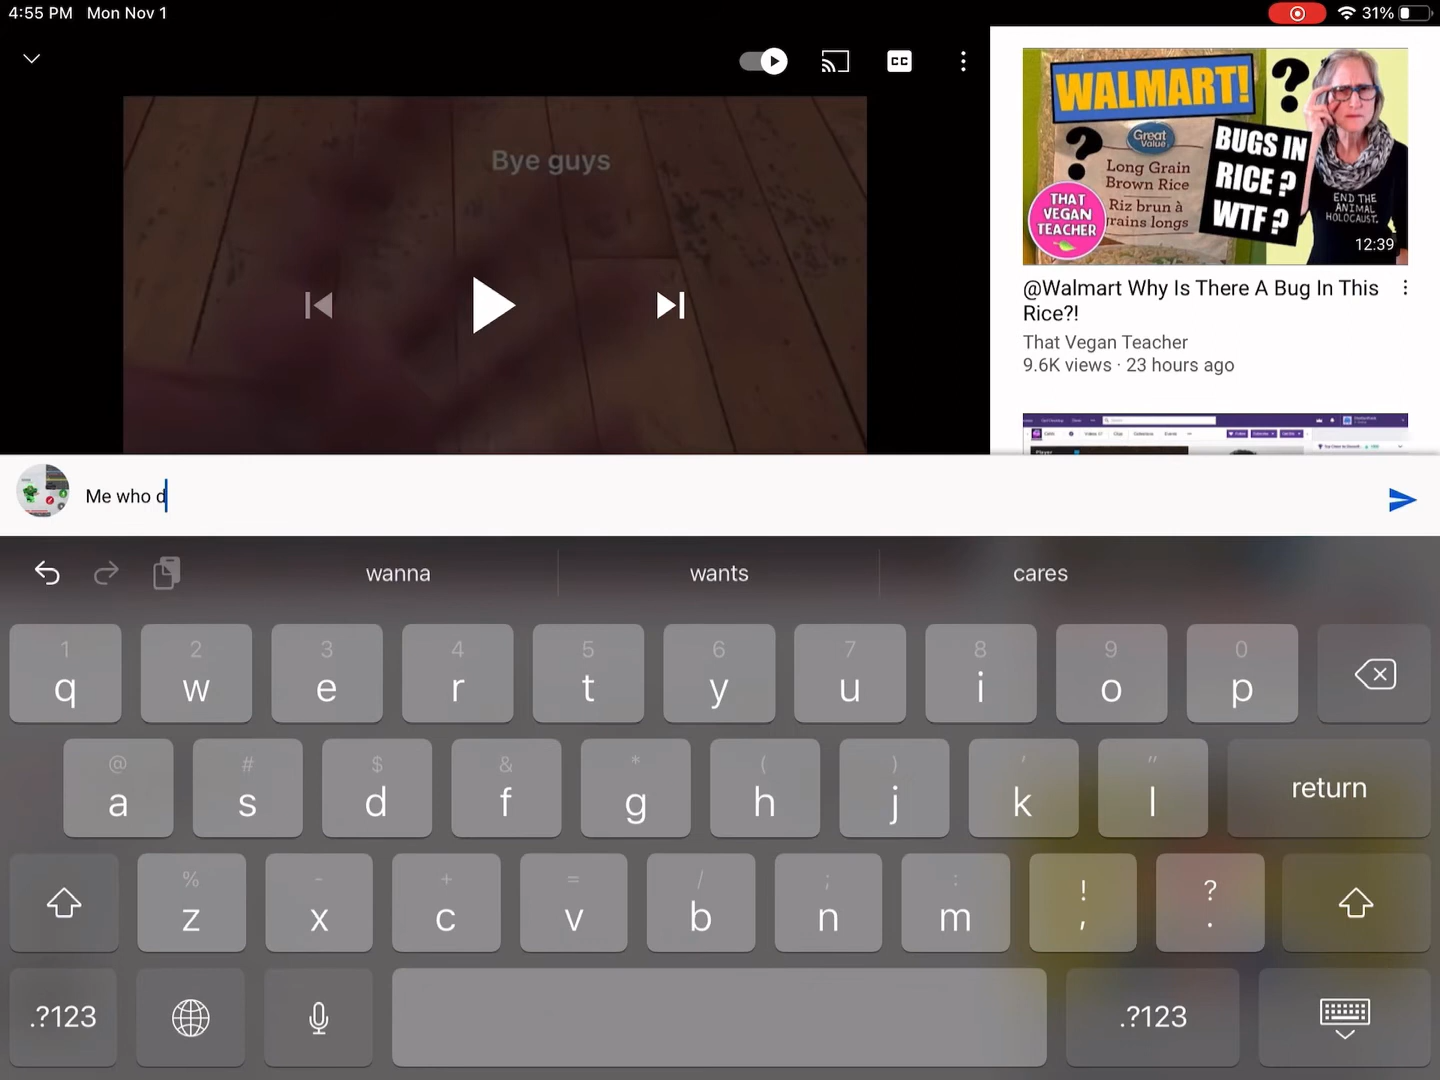 4:55 PM Mon Nov 1
31%
CC
Bye guys
WALMART!
?
?
Great Value
Long Grain
Brown Rice
Riz brun à
grains longs
BUGS IN
RICE ?
WTF ?
THAT
VEGAN
TEACHER
END THE
ANIMAL
HOLOCAUST.
12:39
@Walmart Why Is There A Bug In This
Rice?!
That Vegan Teacher
9.6K views · 23 hours ago
Player
Me who d
wanna wants cares
1 2 3 4 5 6 7 8 9 0
q w e r t y u i o p
@ # $ & * ( ) ' "
a s d f g h j k l return
% - + = / ; : ! ?
z x c v b n m , .
.?123 .?123